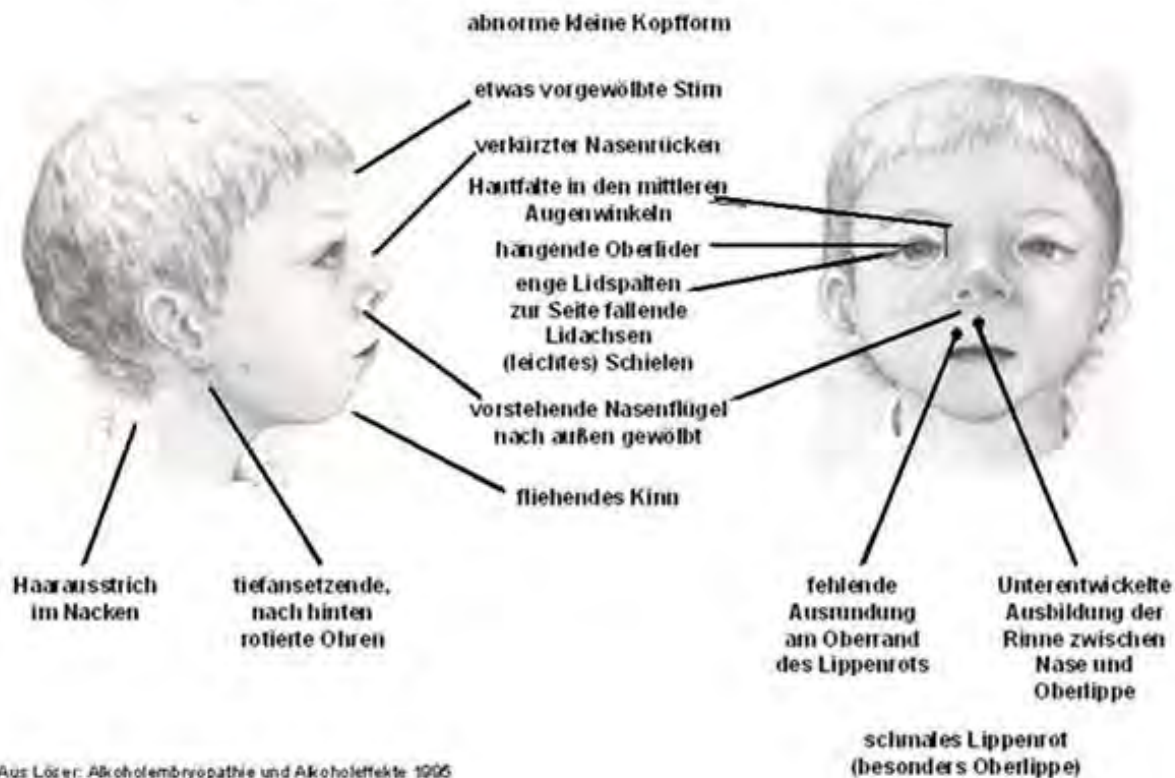 abnorme kleine Kopfform
etwas vorgewölbte Stirn
verkürzter Nasenrücken
Hautfalte in den mittleren
Augenwinkeln
hängende Oberlider
enge Lidspalten
zur Seite fallende
Lidachsen
(leichtes) Schielen
vorstehende Nasenflügel
nach außen gewölbt
fliehendes Kinn
Haarausstrich
im Nacken
tiefansetzende,
nach hinten
rotierte Ohren
fehlende
Ausrundung
am Oberrand
des Lippenrots
Unterentwickelte
Ausbildung der
Rinne zwischen
Nase und
Oberlippe
schmales Lippenrot
(besonders Oberlippe)
Aus Löser: Alkoholembryopathie und Alkoholeffekte 1995